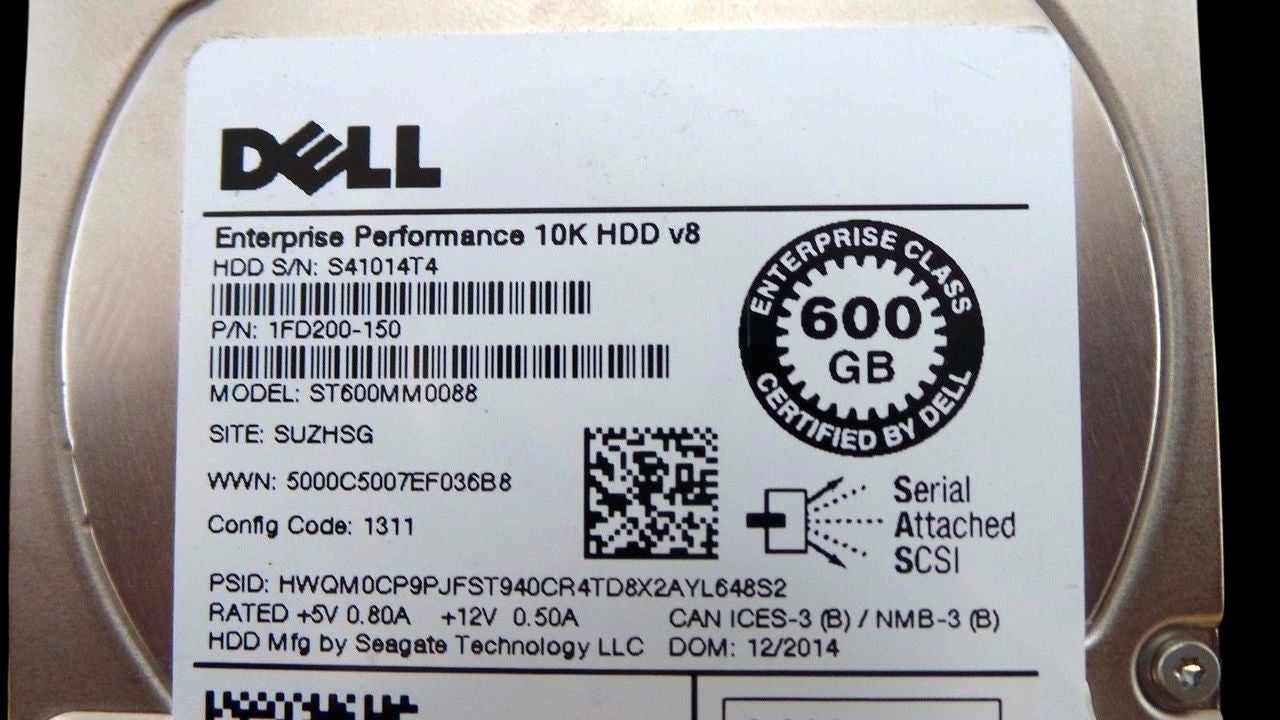 DELL
Enterprise Performance 10K HDD v8
HDD S/N: S41014T4
P/N: 1FD200-150
MODEL: ST600MM0088
SITE: SUZHSG
WWN: 5000C5007EF036B8
Config Code: 1311
ENTERPRISE CLASS
600
GB
CERTIFIED BY DELL
Serial
Attached
SCSI
PSID: HWQM0CP9PJFST940CR4TD8X2AYL648S2
RATED +5V 0.80A +12V 0.50A CAN ICES-3 (B) / NMB-3 (B)
HDD Mfg by Seagate Technology LLC DOM: 12/2014